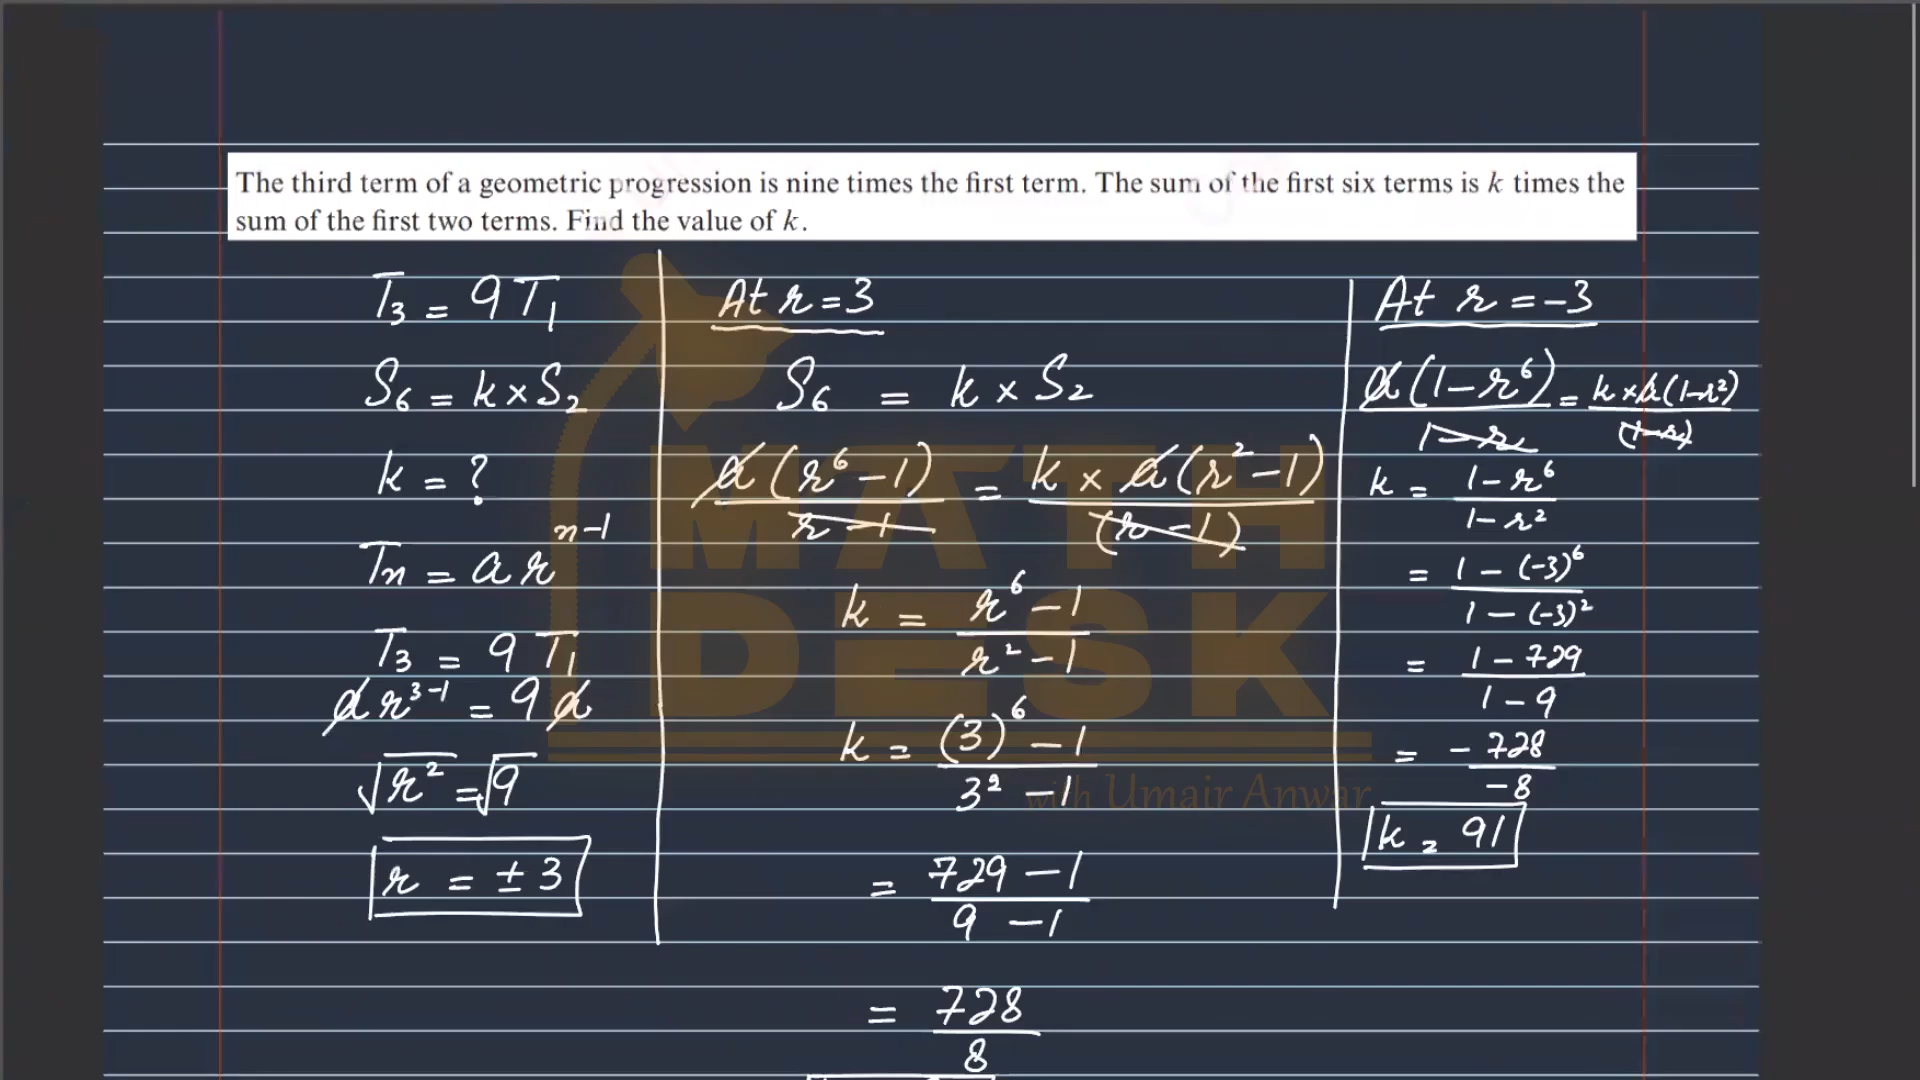 The third term of a geometric progression is nine times the first term. The sum of the first six terms is k times the
sum of the first two terms. Find the value of k.
T₃ = 9 T₁
S₆ = k × S₂
k = ?
Tₙ = a r^(n-1)
T₃ = 9 T₁
a r^(3-1) = 9 a
√r² = √9
r = ± 3
At r = 3
S₆ = k × S₂
a (r⁶ - 1) / (r - 1) = k × a (r² - 1) / (r - 1)
k = (r⁶ - 1) / (r² - 1)
k = ((3)⁶ - 1) / (3² - 1)
= (729 - 1) / (9 - 1)
= 728 / 8
At r = -3
a (1 - r⁶) / (1 - r) = k × a (1 - r²) / (1 - r)
k = (1 - r⁶) / (1 - r²)
= (1 - (-3)⁶) / (1 - (-3)²)
= (1 - 729) / (1 - 9)
= -728 / -8
k = 91
MATH
DESK
with Umair Anwar